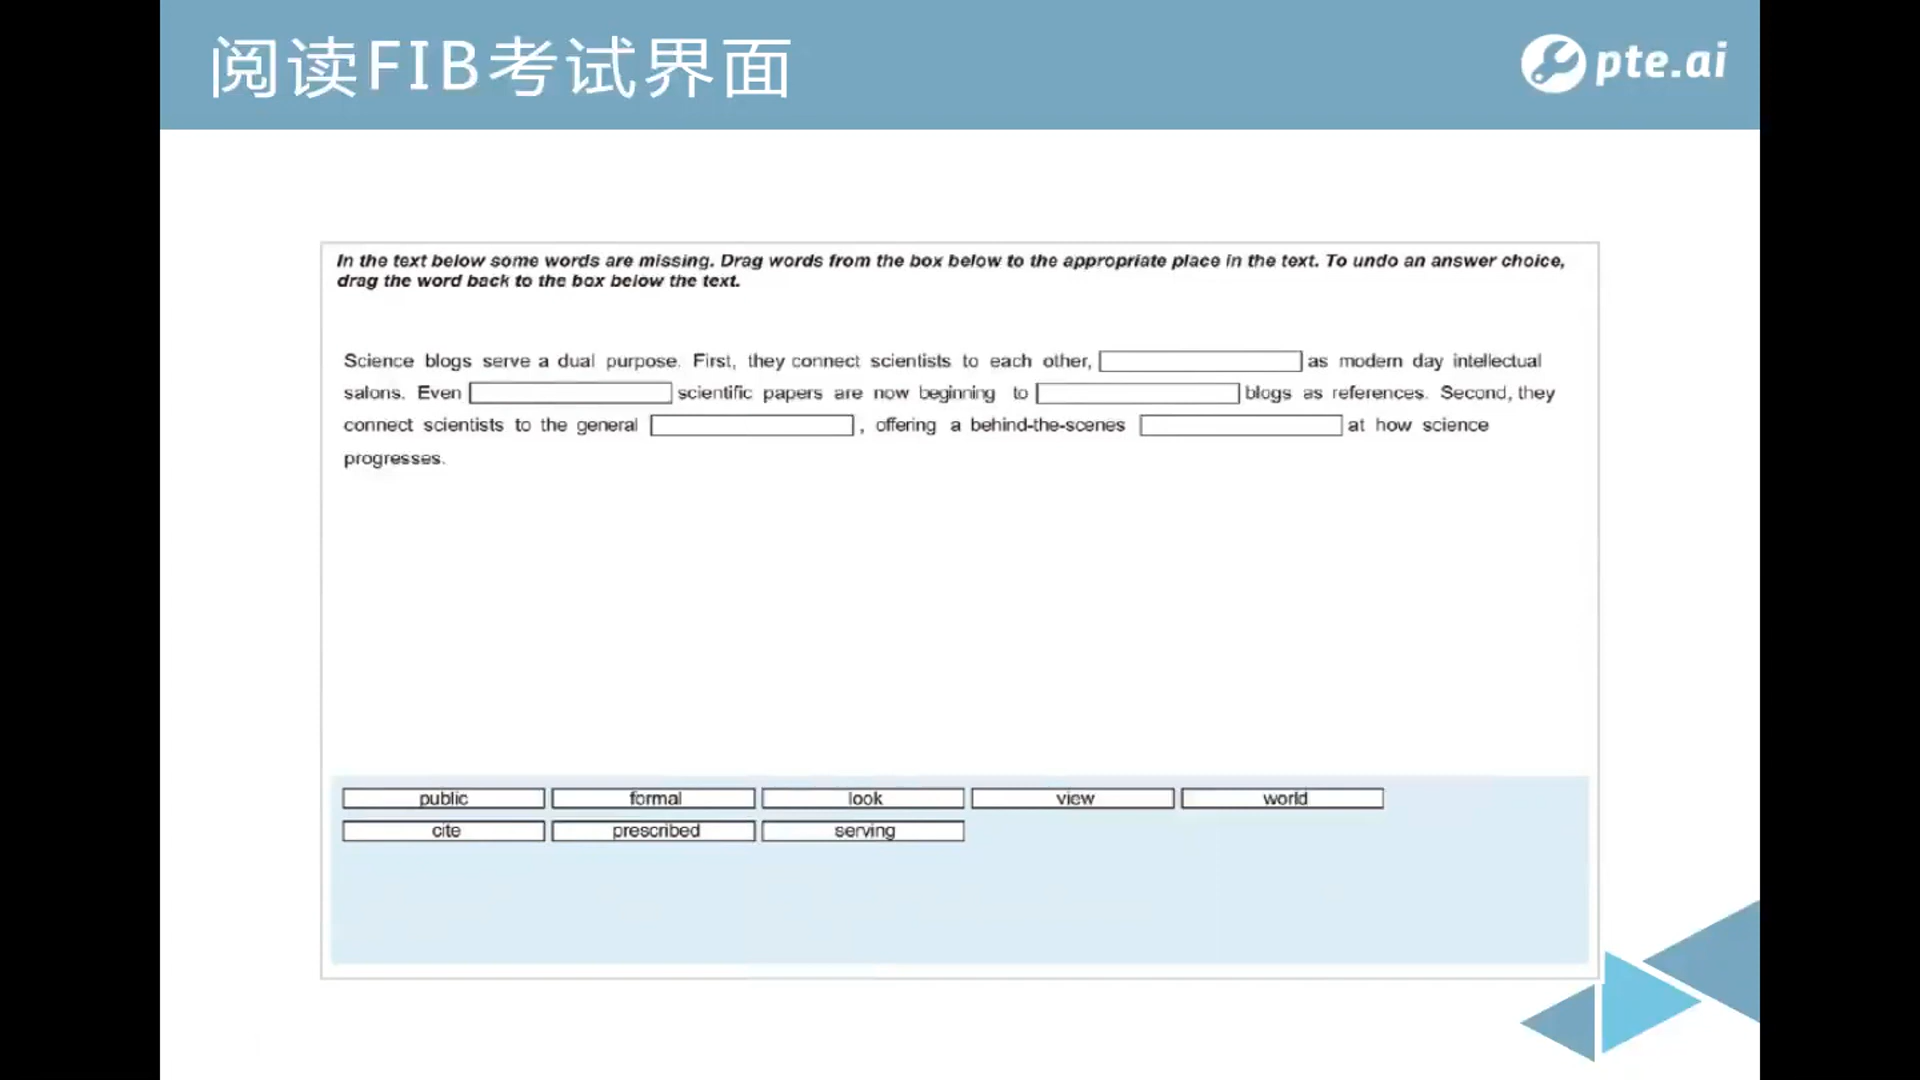 阅读FIB考试界面
pte.ai
In the text below some words are missing. Drag words from the box below to the appropriate place in the text. To undo an answer choice,
drag the word back to the box below the text.
Science blogs serve a dual purpose. First, they connect scientists to each other, as modern day intellectual
salons. Even scientific papers are now beginning to blogs as references. Second, they
connect scientists to the general , offering a behind-the-scenes at how science
progresses.
public formal look view world
cite prescribed serving